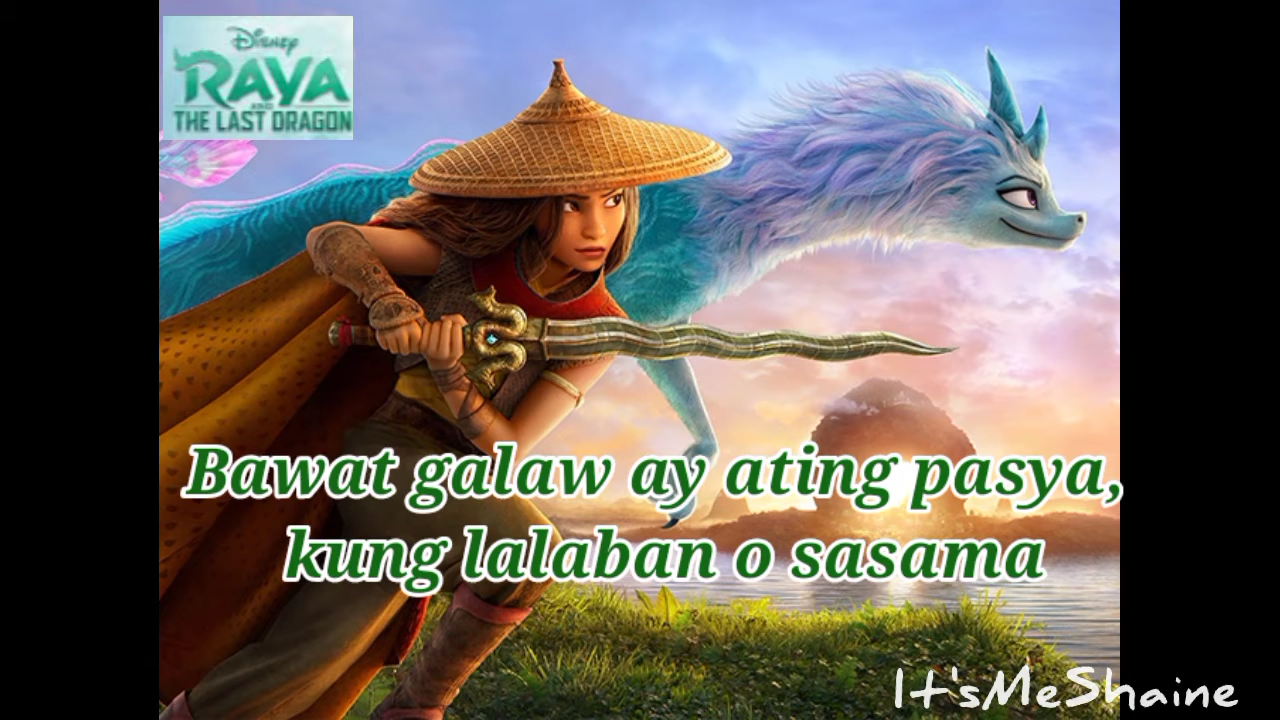 Disney
RAYA
AND
THE LAST DRAGON
Bawat galaw ay ating pasya,
kung lalaban o sasama
It'sMeShaine